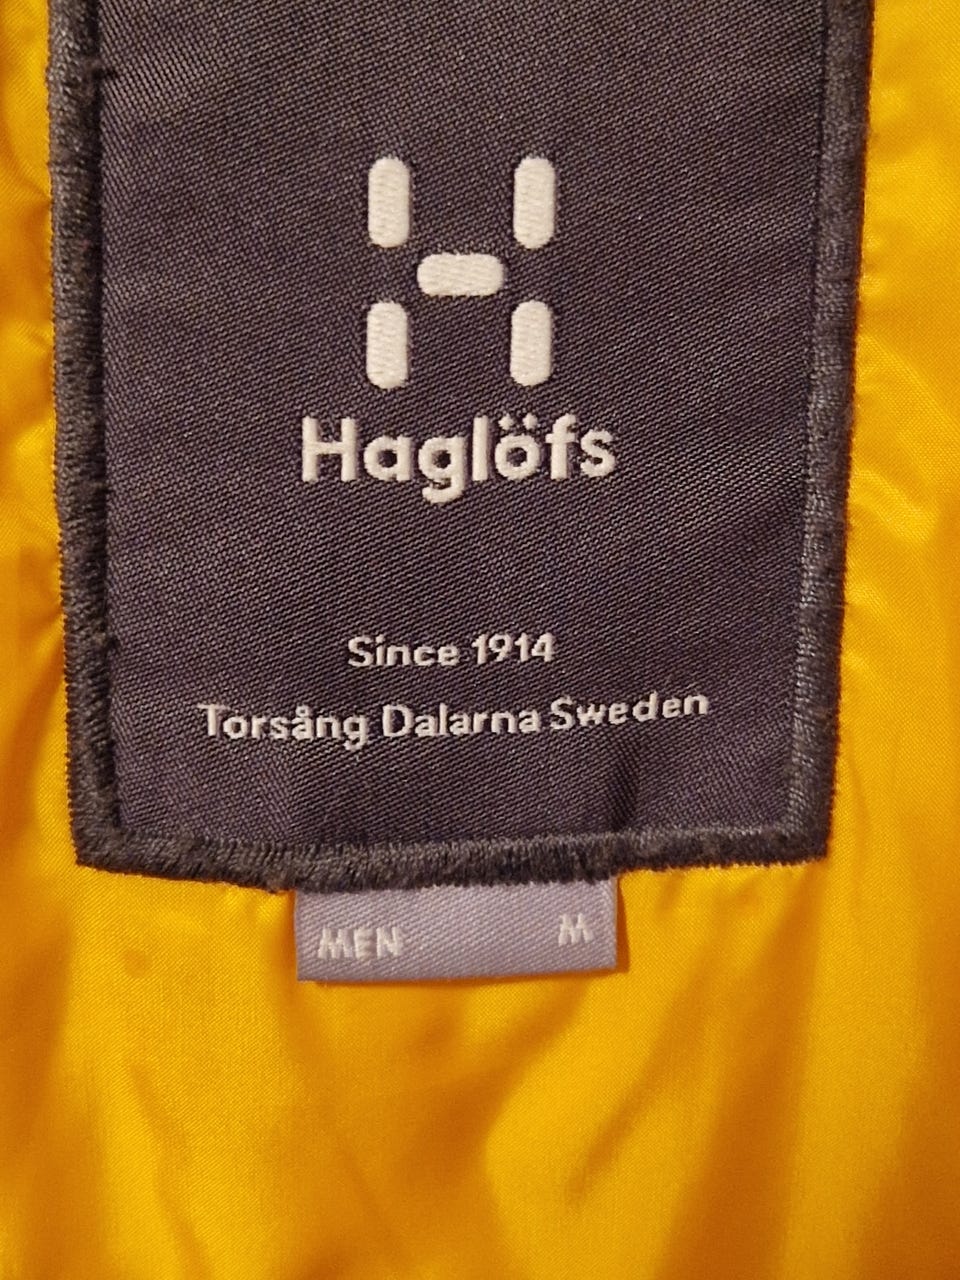 Haglöfs
Since 1914
Torsång Dalarna Sweden
MEN M